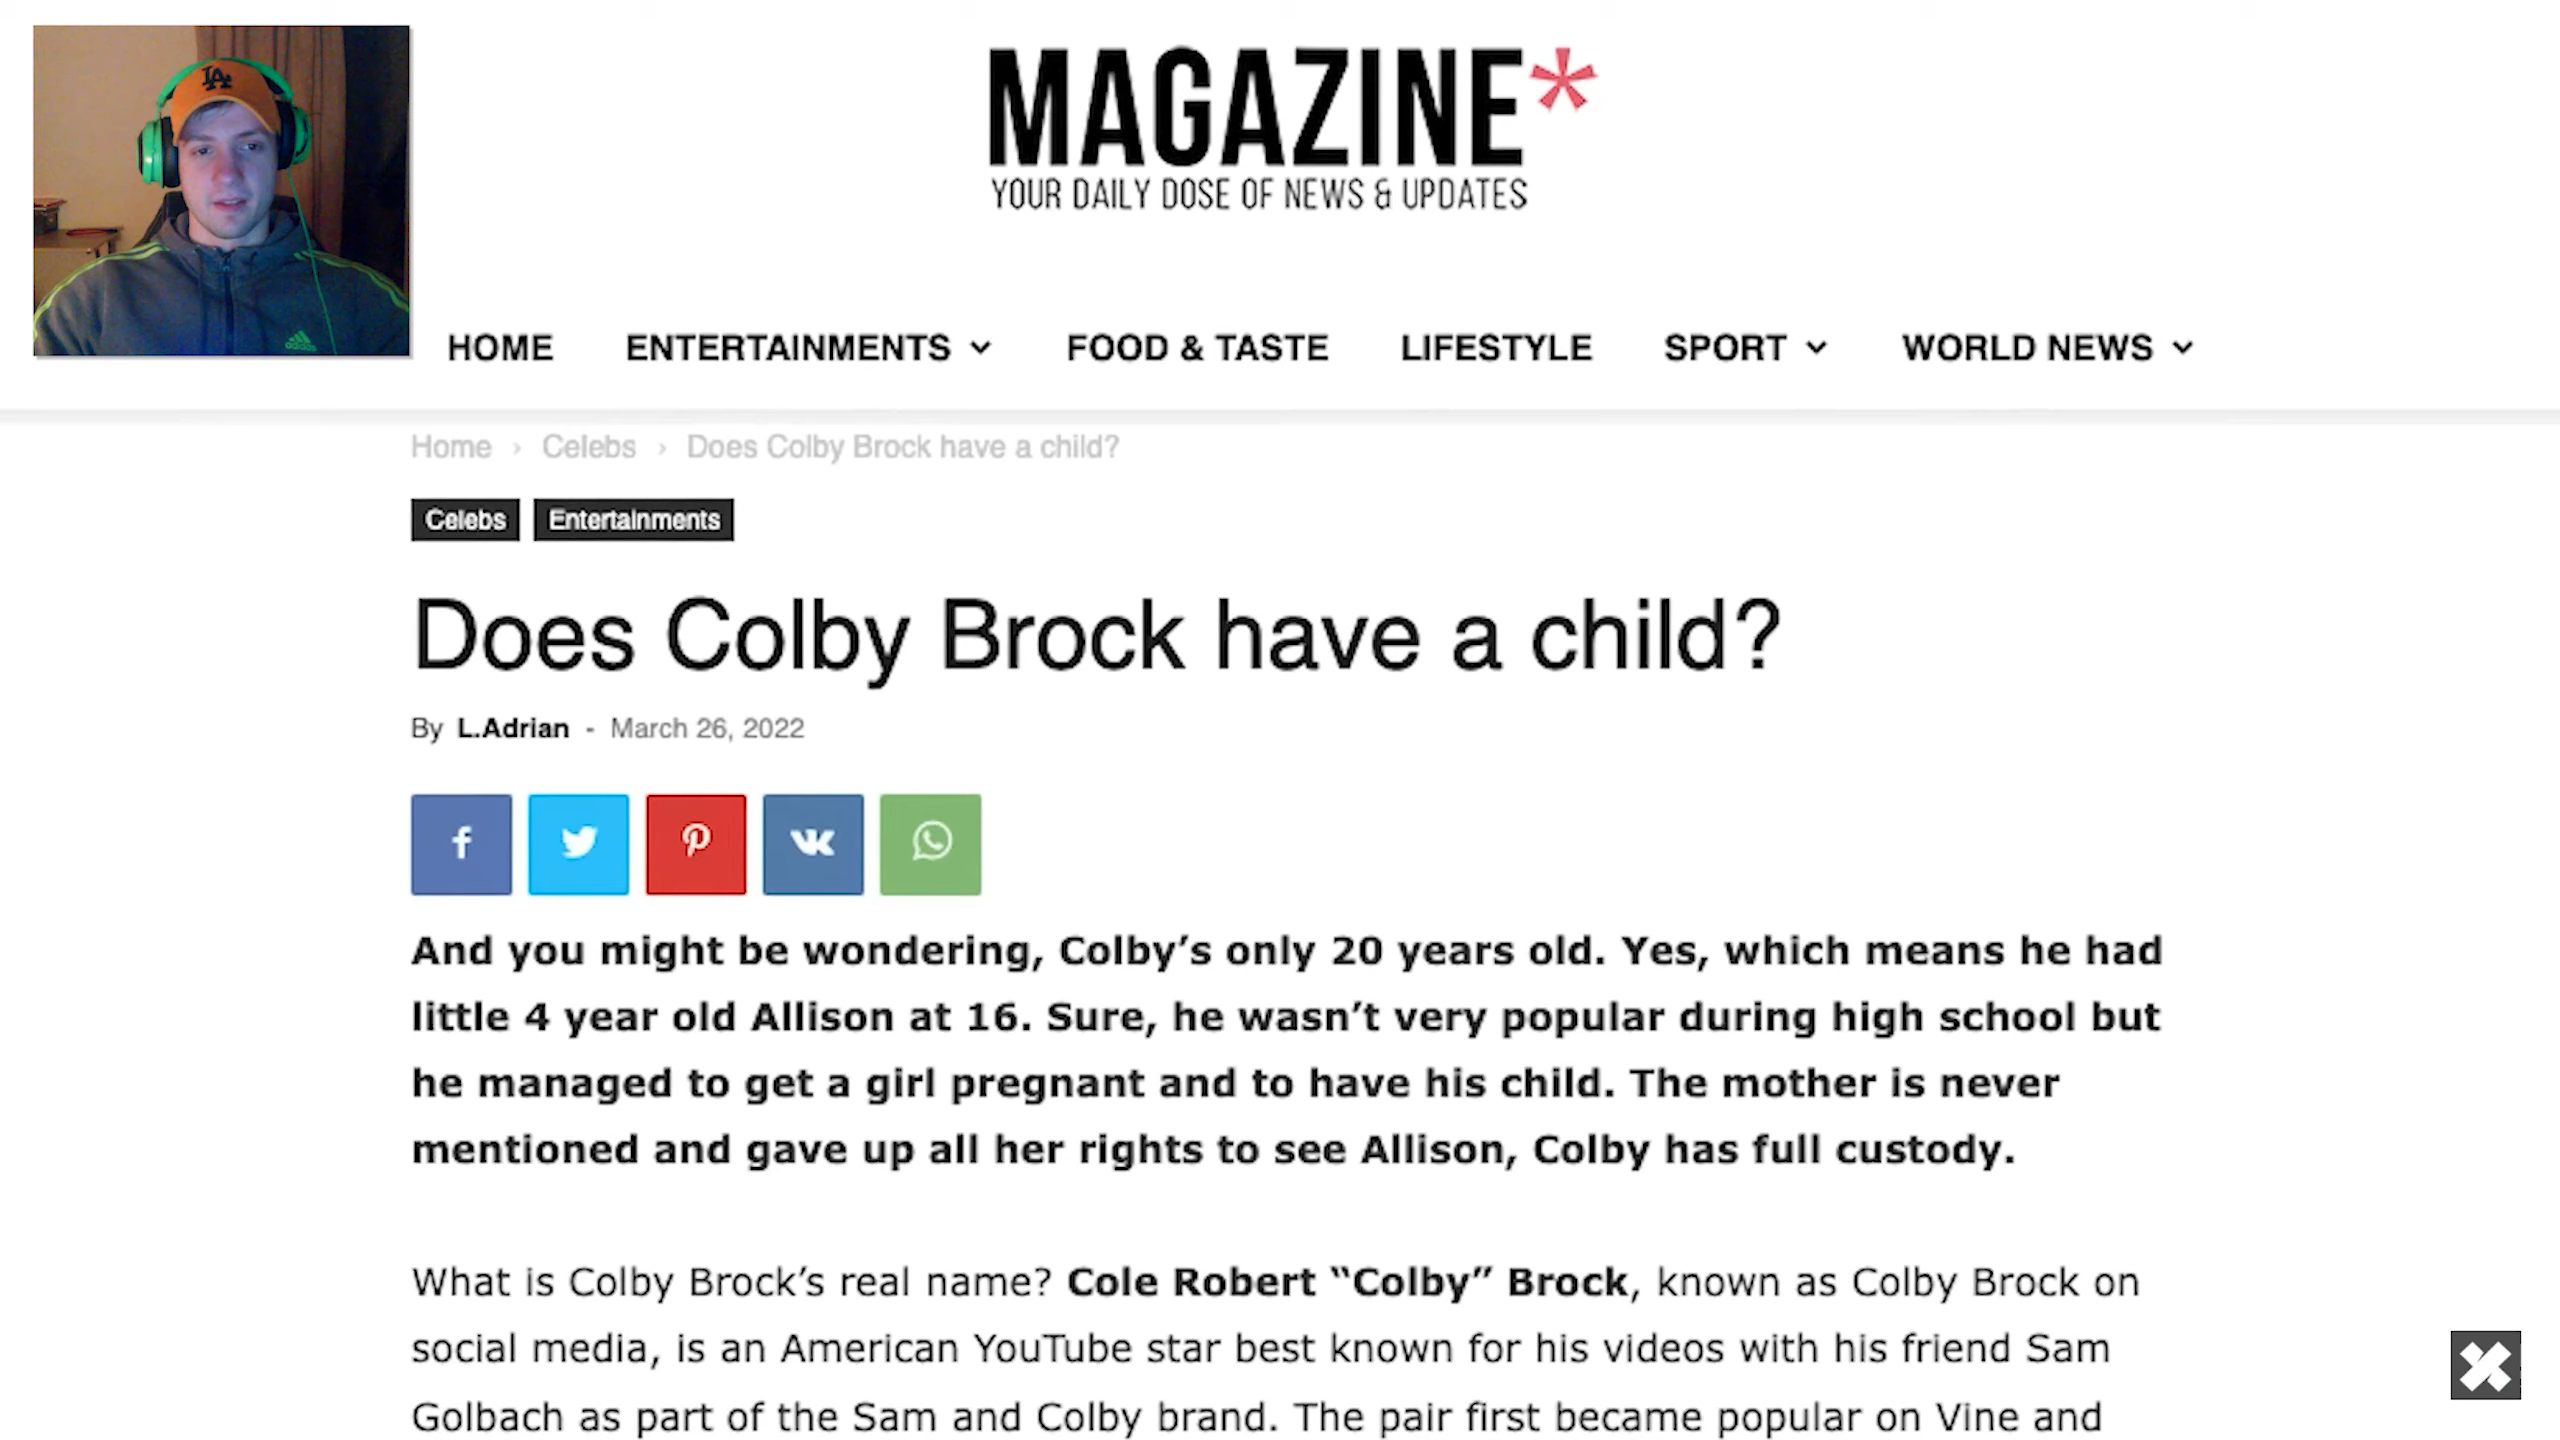 LA
adidas
MAGAZINE*
YOUR DAILY DOSE OF NEWS & UPDATES
HOME ENTERTAINMENTS FOOD & TASTE LIFESTYLE SPORT WORLD NEWS
Home › Celebs › Does Colby Brock have a child?
Celebs Entertainments
Does Colby Brock have a child?
By L.Adrian - March 26, 2022
And you might be wondering, Colby’s only 20 years old. Yes, which means he had
little 4 year old Allison at 16. Sure, he wasn’t very popular during high school but
he managed to get a girl pregnant and to have his child. The mother is never
mentioned and gave up all her rights to see Allison, Colby has full custody.
What is Colby Brock’s real name? Cole Robert “Colby” Brock, known as Colby Brock on
social media, is an American YouTube star best known for his videos with his friend Sam
Golbach as part of the Sam and Colby brand. The pair first became popular on Vine and